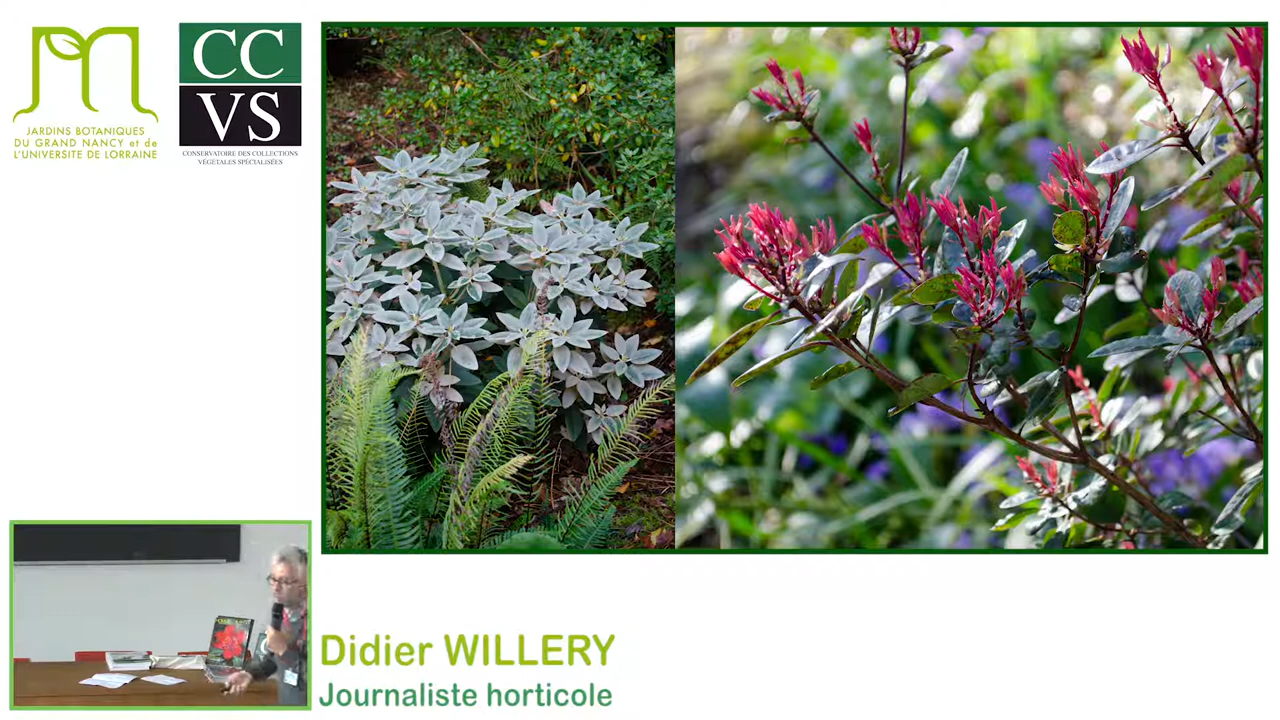 JARDINS BOTANIQUES
DU GRAND NANCY et de
L'UNIVERSITE DE LORRAINE
CC
VS
CONSERVATOIRE DES COLLECTIONS
VÉGÉTALES SPÉCIALISÉES
Didier WILLERY
Journaliste horticole